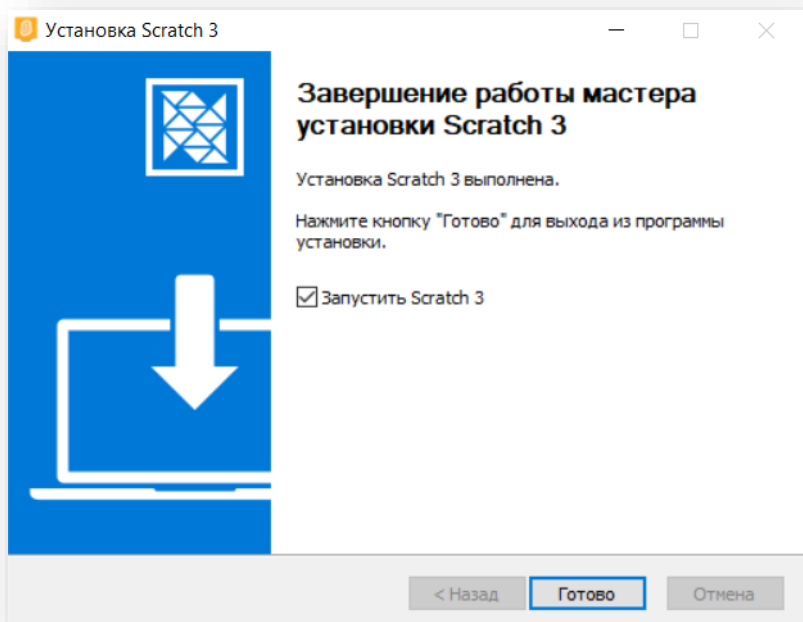 Установка Scratch 3
Завершение работы мастера
установки Scratch 3
Установка Scratch 3 выполнена.
Нажмите кнопку "Готово" для выхода из программы
установки.
Запустить Scratch 3
< Назад
Готово
Отмена